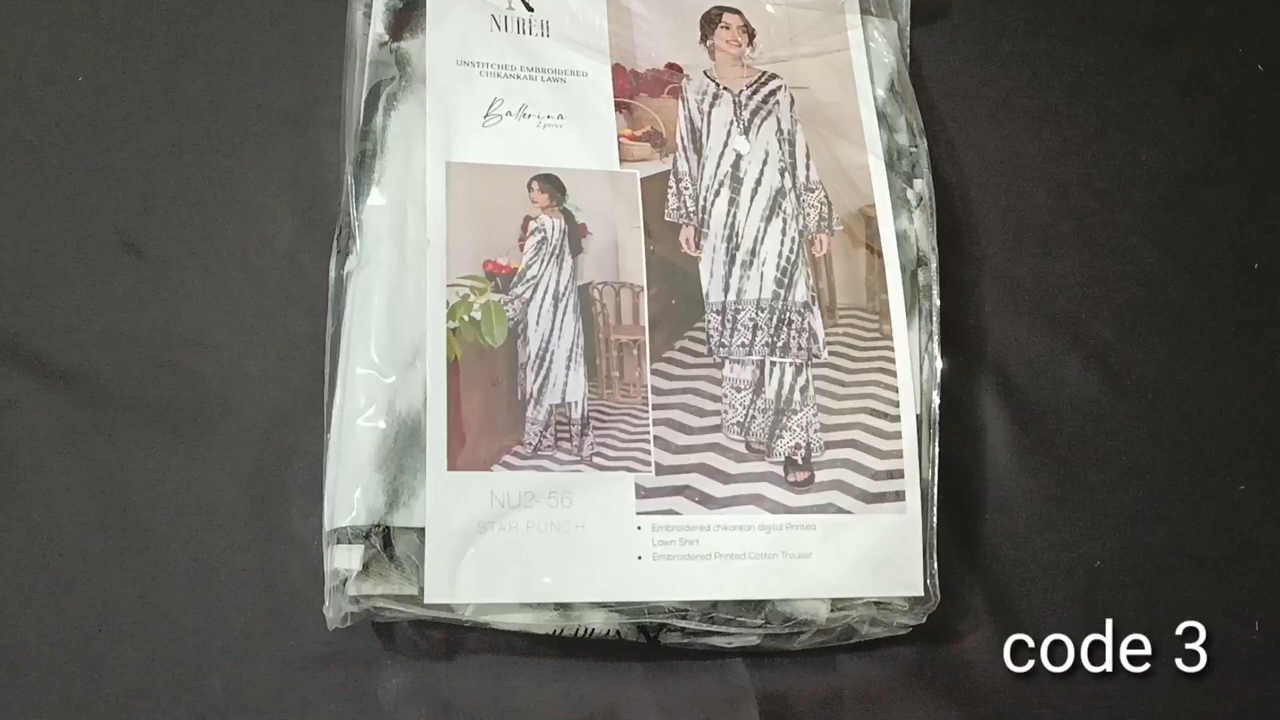 NURÈH
UNSTITCHED EMBROIDERED
CHIKANKARI LAWN
Ballerina
2 piece
NU2-56
STAR PUNCH
• Embroidered chikankari digital Printed
Lawn Shirt
• Embroidered Printed Cotton Trouser
code 3